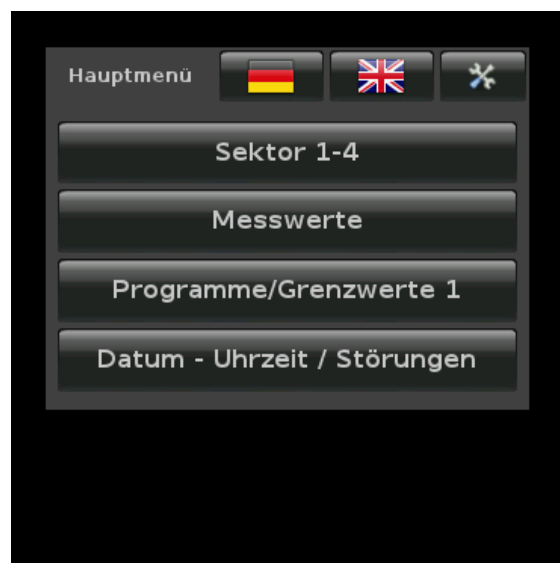 Hauptmenü
Sektor 1-4
Messwerte
Programme/Grenzwerte 1
Datum - Uhrzeit / Störungen